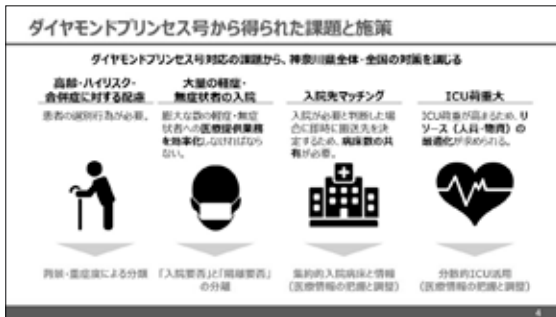 ダイヤモンドプリンセス号から得られた課題と施策
ダイヤモンドプリンセス号対応の課題から、神奈川県全体・全国の対策を講じる
高齢・ハイリスク・
合併症に対する配慮
患者の選別行為が必要。
大量の軽症・
無症状者の入院
膨大な数の軽症・無症
状者への医療提供業務
を効率化しなければなら
ない。
入院先マッチング
入院が必要と判断した場
合に即時に搬送先を決
定するため、病床数の共
有が必要。
ICU荷重大
ICU荷重が高まるため、リ
ソース（人員・物資）の
最適化が求められる。
両肺・重症度による分類
「入院要否」と「隔離要否」
の分離
集約的入院病床と情報
（医療情報の把握と調整）
分散的ICU活用
（医療情報の把握と調整）
4